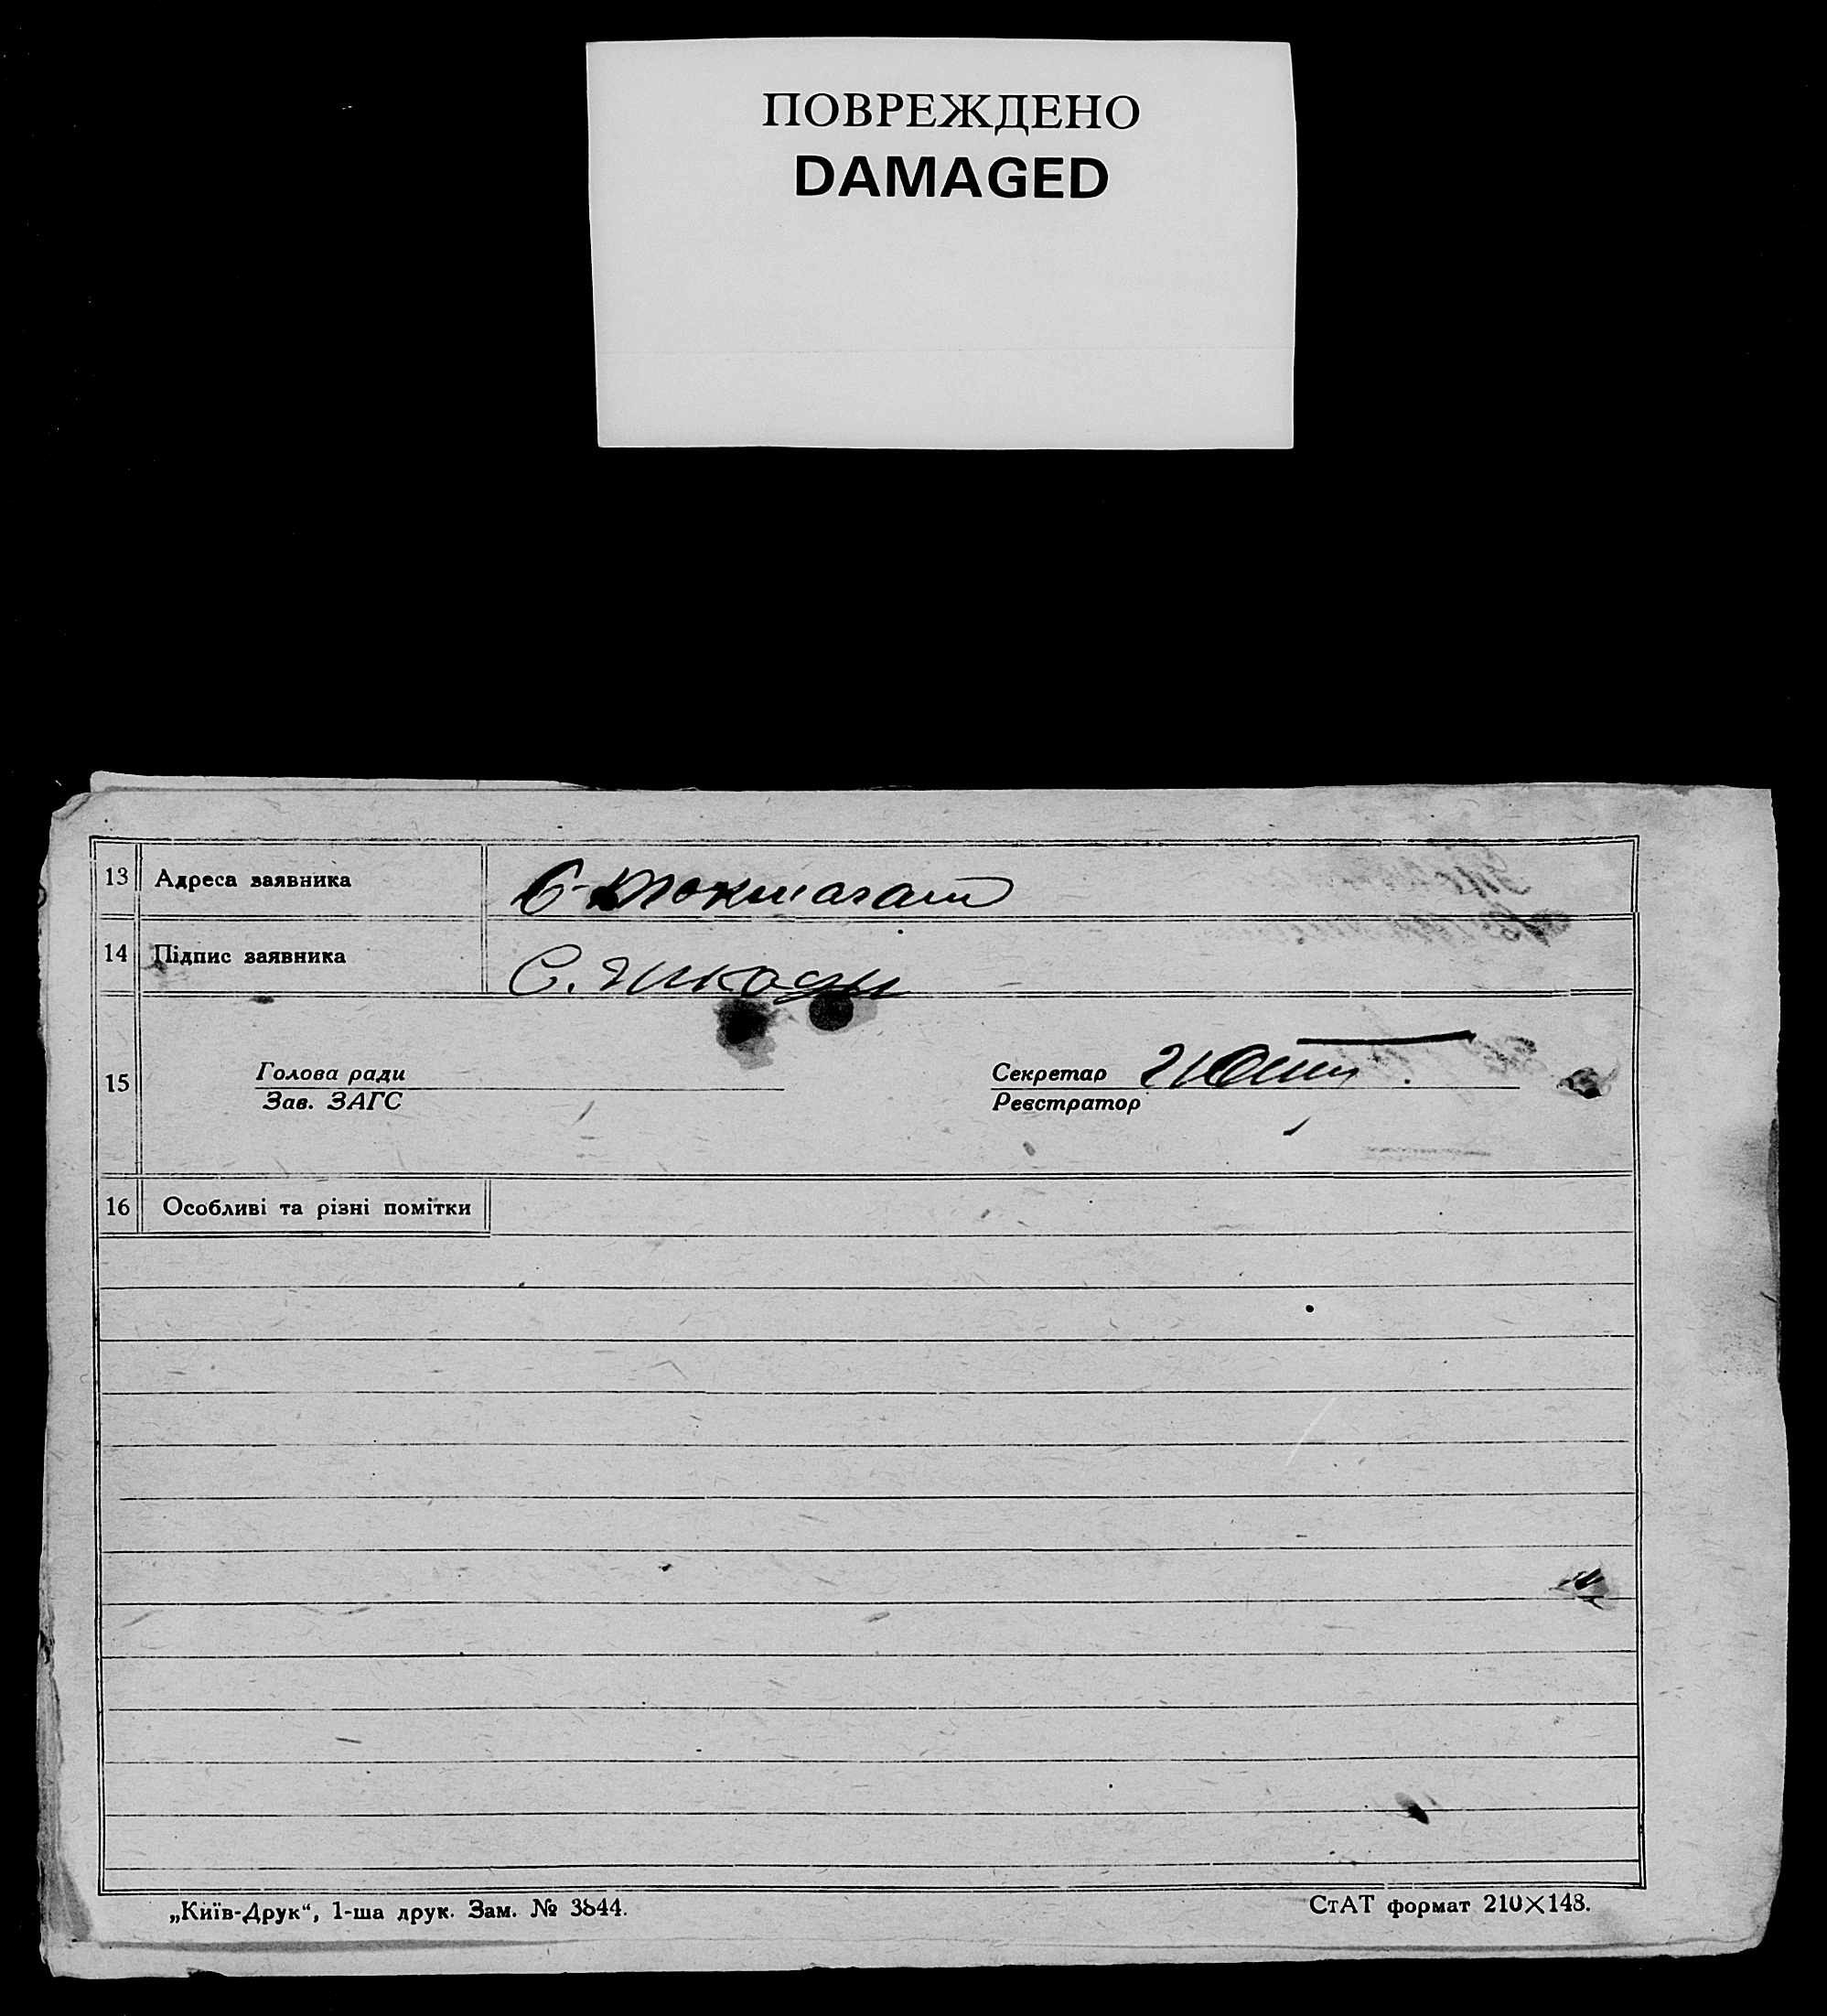 ПОВРЕЖДЕНО
DAMAGED
13 Адреса заявника С-Токмагат
14 Підпис заявника С.
15
Голова ради
Зав. ЗАГС
Секретар
Реєстратор
16 Особливі та різні помітки
„Київ-Друк“, 1-ша друк. Зам. № 3844.
СтАТ формат 210×148.